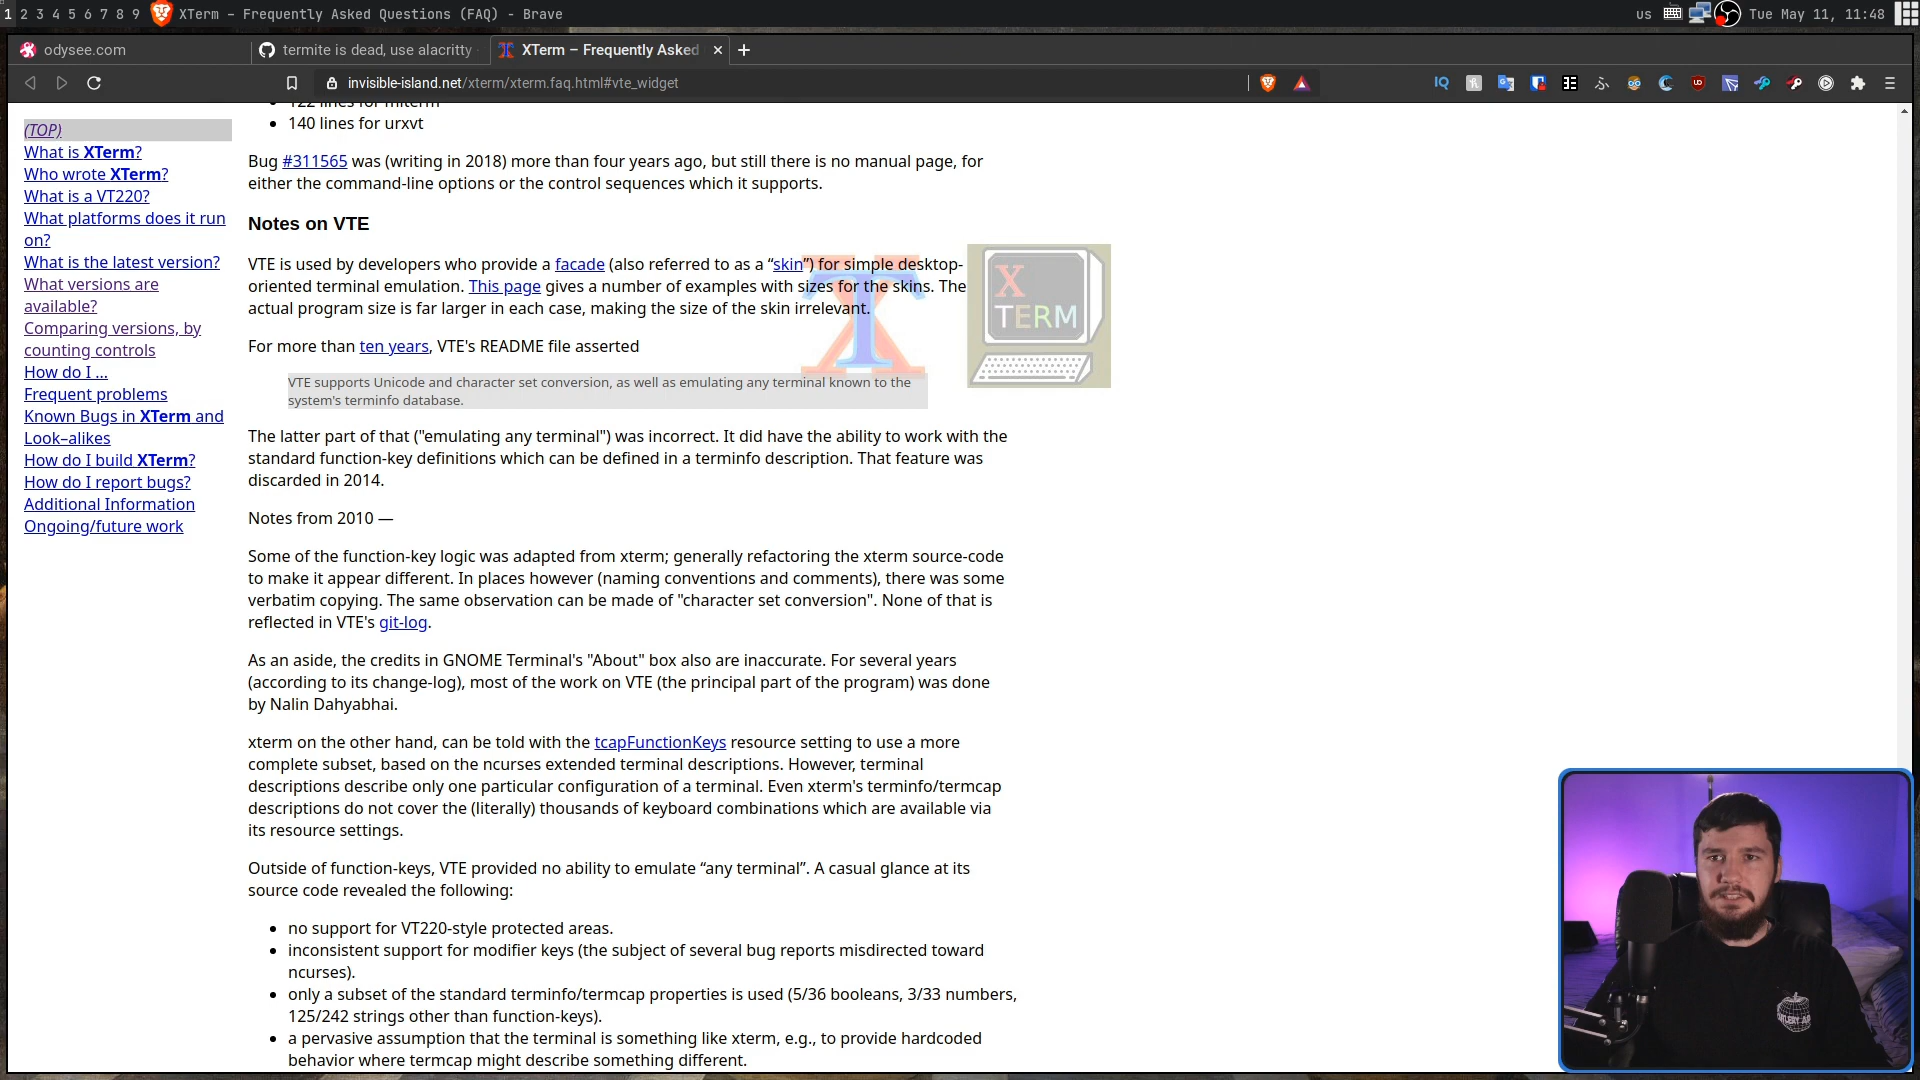 1 2 3 4 5 6 7 8 9 XTerm – Frequently Asked Questions (FAQ) - Brave
us Tue May 11, 11:48
odysee.com
termite is dead, use alacritty
XTerm – Frequently Asked
invisible-island.net/xterm/xterm.faq.html#vte_widget
(TOP)
What is XTerm?
Who wrote XTerm?
What is a VT220?
What platforms does it run
on?
What is the latest version?
What versions are
available?
Comparing versions, by
counting controls
How do I ...
Frequent problems
Known Bugs in XTerm and
Look–alikes
How do I build XTerm?
How do I report bugs?
Additional Information
Ongoing/future work
122 lines for mlterm
140 lines for urxvt
Bug #311565 was (writing in 2018) more than four years ago, but still there is no manual page, for
either the command-line options or the control sequences which it supports.
Notes on VTE
VTE is used by developers who provide a facade (also referred to as a “skin”) for simple desktop-
oriented terminal emulation. This page gives a number of examples with sizes for the skins. The
actual program size is far larger in each case, making the size of the skin irrelevant.
X
TERM
For more than ten years, VTE's README file asserted
VTE supports Unicode and character set conversion, as well as emulating any terminal known to the
system's terminfo database.
The latter part of that ("emulating any terminal") was incorrect. It did have the ability to work with the
standard function-key definitions which can be defined in a terminfo description. That feature was
discarded in 2014.
Notes from 2010 —
Some of the function-key logic was adapted from xterm; generally refactoring the xterm source-code
to make it appear different. In places however (naming conventions and comments), there was some
verbatim copying. The same observation can be made of "character set conversion". None of that is
reflected in VTE's git-log.
As an aside, the credits in GNOME Terminal's "About" box also are inaccurate. For several years
(according to its change-log), most of the work on VTE (the principal part of the program) was done
by Nalin Dahyabhai.
xterm on the other hand, can be told with the tcapFunctionKeys resource setting to use a more
complete subset, based on the ncurses extended terminal descriptions. However, terminal
descriptions describe only one particular configuration of a terminal. Even xterm's terminfo/termcap
descriptions do not cover the (literally) thousands of keyboard combinations which are available via
its resource settings.
Outside of function-keys, VTE provided no ability to emulate “any terminal”. A casual glance at its
source code revealed the following:
no support for VT220-style protected areas.
inconsistent support for modifier keys (the subject of several bug reports misdirected toward
ncurses).
only a subset of the standard terminfo/termcap properties is used (5/36 booleans, 3/33 numbers,
125/242 strings other than function-keys).
a pervasive assumption that the terminal is something like xterm, e.g., to provide hardcoded
behavior where termcap might describe something different.